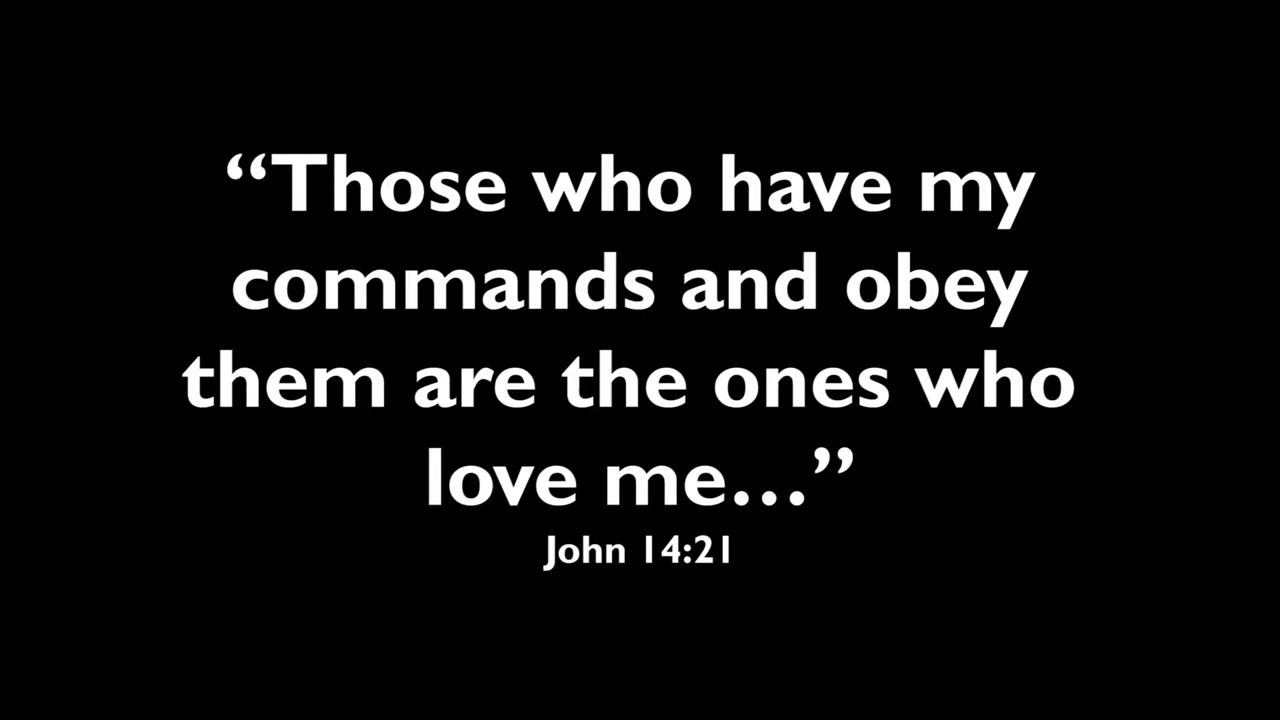 “Those who have my
commands and obey
them are the ones who
love me…”
John 14:21